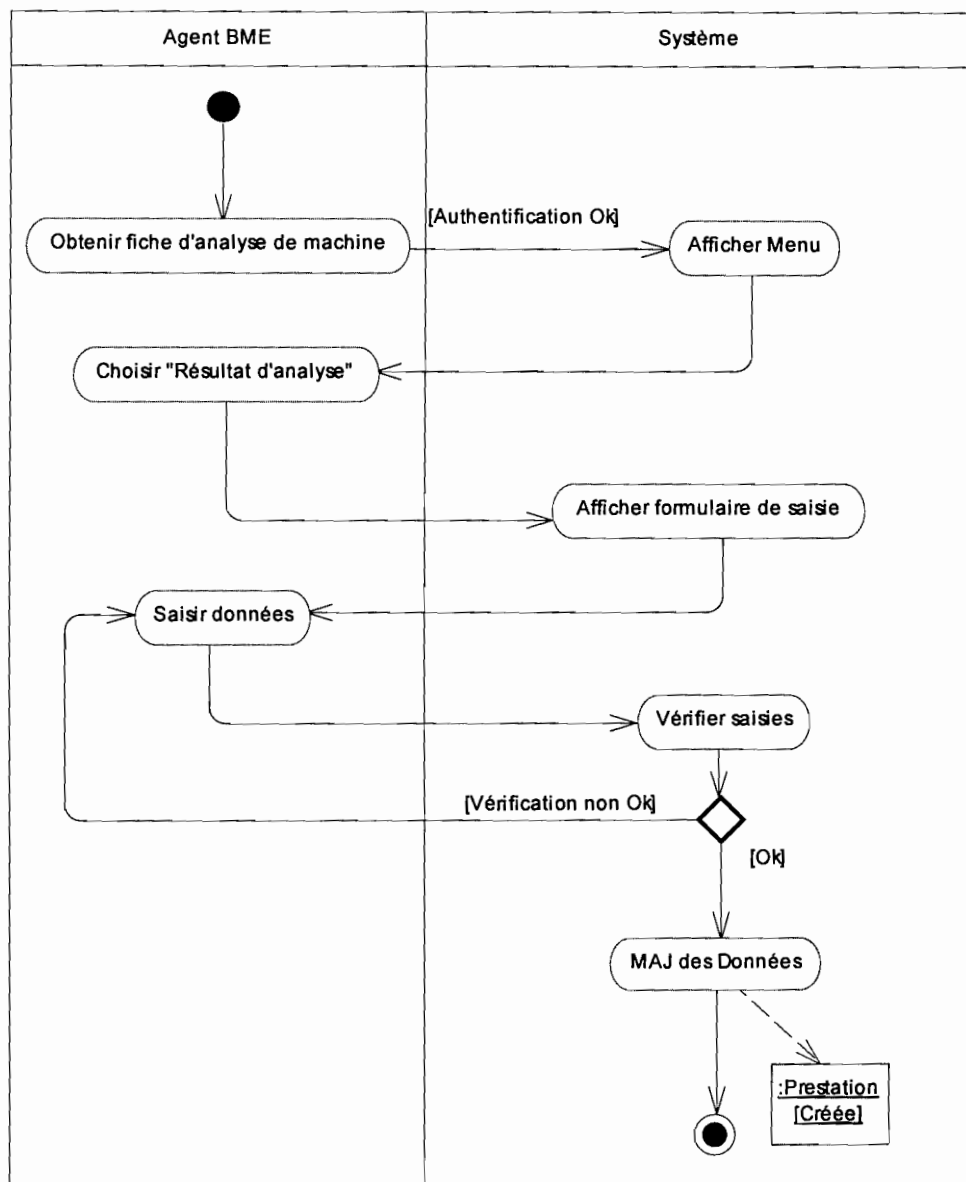 Agent BME
Système
Obtenir fiche d'analyse de machine
[Authentification Ok]
Afficher Menu
Choisir "Résultat d'analyse"
Afficher formulaire de saisie
Saisir données
Vérifier saisies
[Vérification non Ok]
[Ok]
MAJ des Données
:Prestation
[Créée]